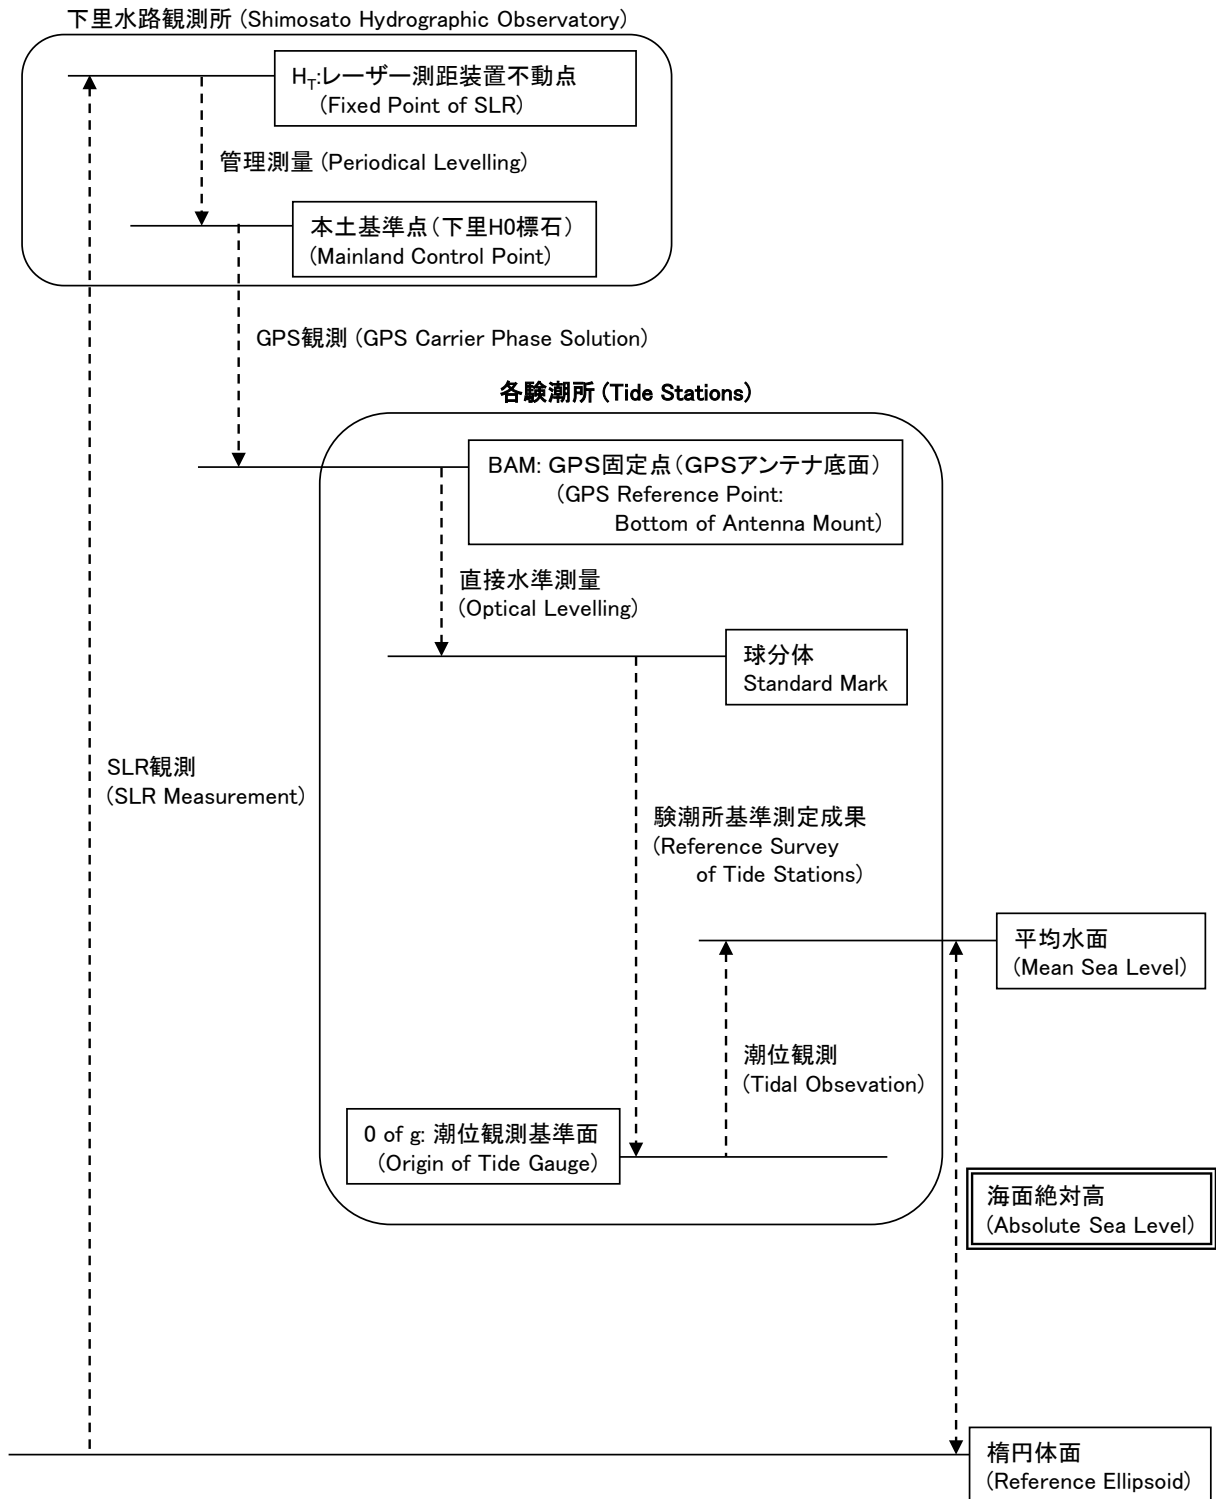 下里水路観測所 (Shimosato Hydrographic Observatory)
HT:レーザー測距装置不動点
(Fixed Point of SLR)
管理測量 (Periodical Levelling)
本土基準点(下里H0標石)
(Mainland Control Point)
GPS観測 (GPS Carrier Phase Solution)
各験潮所 (Tide Stations)
BAM: GPS固定点(GPSアンテナ底面)
(GPS Reference Point:
Bottom of Antenna Mount)
直接水準測量
(Optical Levelling)
球分体
Standard Mark
SLR観測
(SLR Measurement)
験潮所基準測定成果
(Reference Survey
of Tide Stations)
平均水面
(Mean Sea Level)
潮位観測
(Tidal Obsevation)
0 of g: 潮位観測基準面
(Origin of Tide Gauge)
海面絶対高
(Absolute Sea Level)
楕円体面
(Reference Ellipsoid)